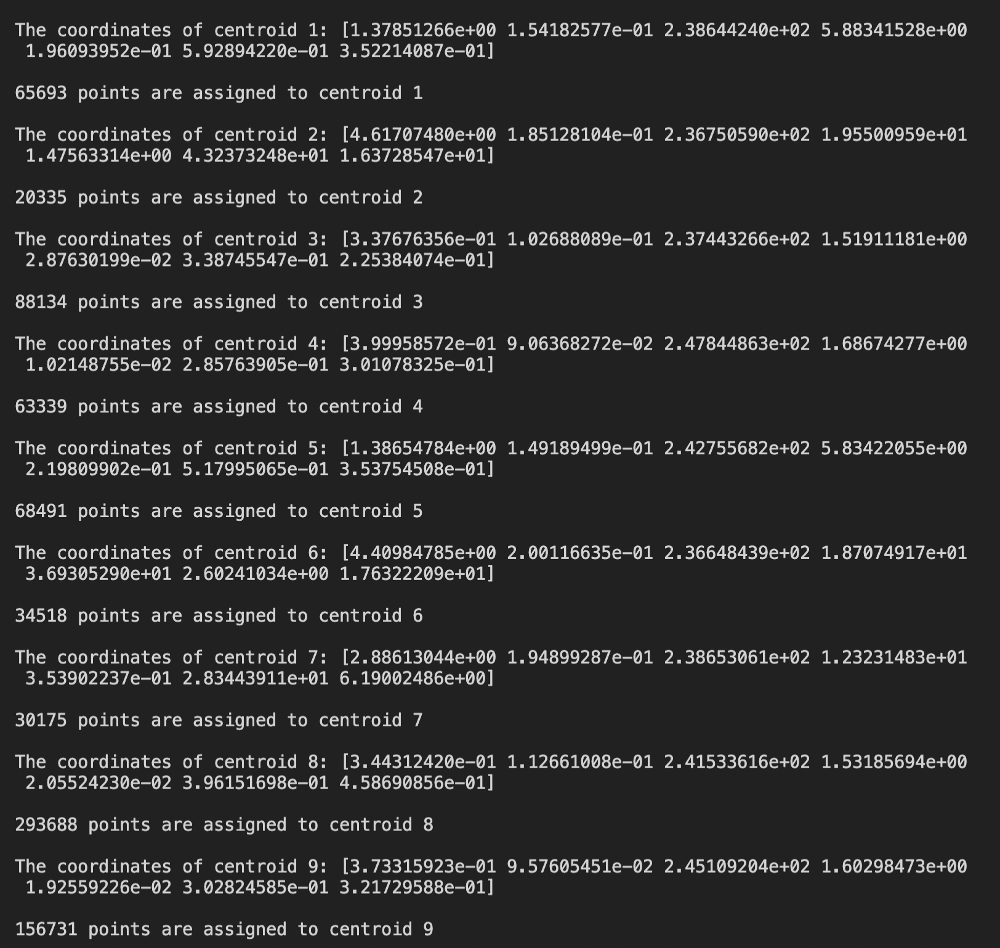 The coordinates of centroid 1: [1.37851266e+00 1.54182577e-01 2.38644240e+02 5.88341528e+00
1.96093952e-01 5.92894220e-01 3.52214087e-01]
65693 points are assigned to centroid 1
The coordinates of centroid 2: [4.61707480e+00 1.85128104e-01 2.36750590e+02 1.95500959e+01
1.47563314e+00 4.32373248e+01 1.63728547e+01]
20335 points are assigned to centroid 2
The coordinates of centroid 3: [3.37676356e-01 1.02688089e-01 2.37443266e+02 1.51911181e+00
2.87630199e-02 3.38745547e-01 2.25384074e-01]
88134 points are assigned to centroid 3
The coordinates of centroid 4: [3.99958572e-01 9.06368272e-02 2.47844863e+02 1.68674277e+00
1.02148755e-02 2.85763905e-01 3.01078325e-01]
63339 points are assigned to centroid 4
The coordinates of centroid 5: [1.38654784e+00 1.49189499e-01 2.42755682e+02 5.83422055e+00
2.19809902e-01 5.17995065e-01 3.53754508e-01]
68491 points are assigned to centroid 5
The coordinates of centroid 6: [4.40984785e+00 2.00116635e-01 2.36648439e+02 1.87074917e+01
3.69305290e+01 2.60241034e+00 1.76322209e+01]
34518 points are assigned to centroid 6
The coordinates of centroid 7: [2.88613044e+00 1.94899287e-01 2.38653061e+02 1.23231483e+01
3.53902237e-01 2.83443911e+01 6.19002486e+00]
30175 points are assigned to centroid 7
The coordinates of centroid 8: [3.44312420e-01 1.12661008e-01 2.41533616e+02 1.53185694e+00
2.05524230e-02 3.96151698e-01 4.58690856e-01]
293688 points are assigned to centroid 8
The coordinates of centroid 9: [3.73315923e-01 9.57605451e-02 2.45109204e+02 1.60298473e+00
1.92559226e-02 3.02824585e-01 3.21729588e-01]
156731 points are assigned to centroid 9